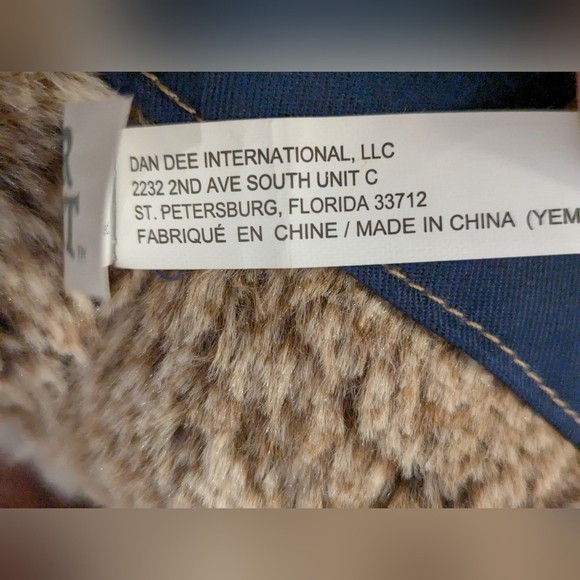 DAN DEE INTERNATIONAL, LLC
2232 2ND AVE SOUTH UNIT C
ST. PETERSBURG, FLORIDA 33712
FABRIQUÉ EN CHINE / MADE IN CHINA (YEM